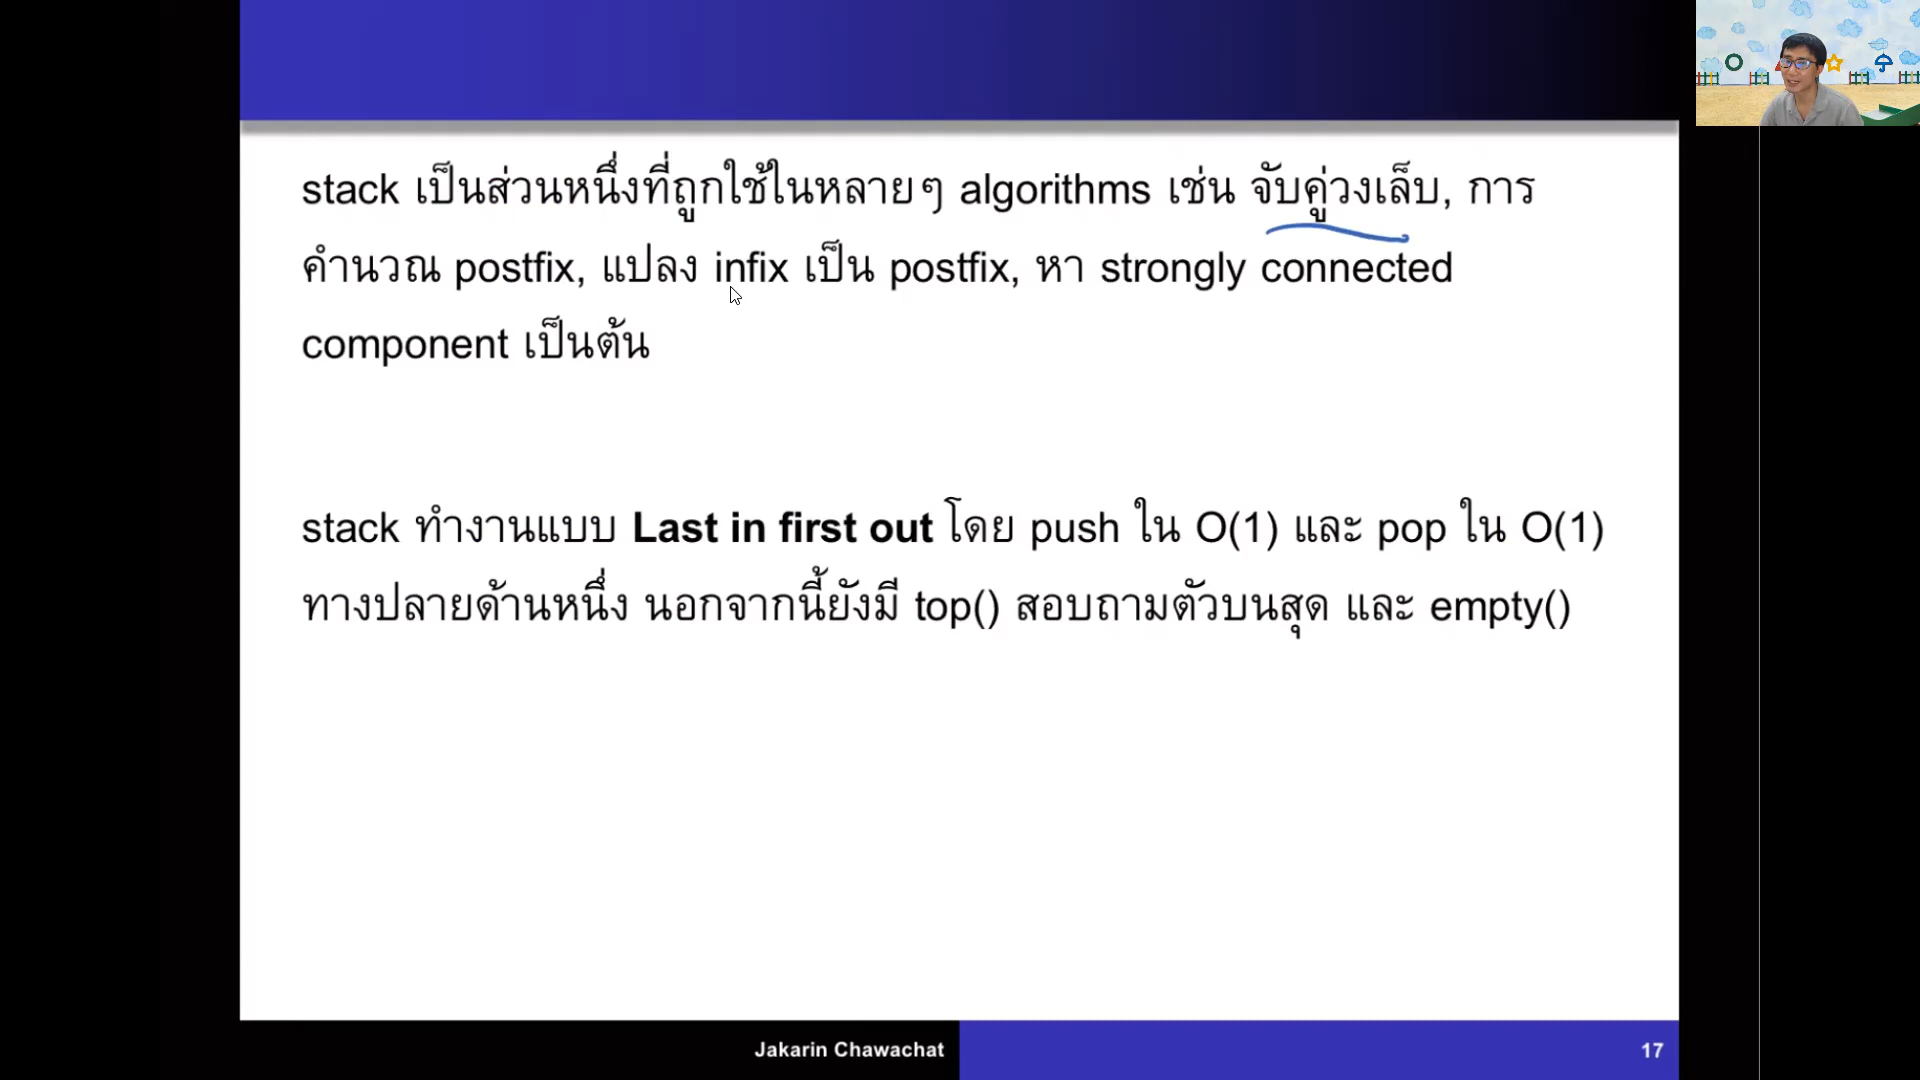 stack เป็นส่วนหนึ่งที่ถูกใช้ในหลายๆ algorithms เช่น จับคู่วงเล็บ, การ
คำนวณ postfix, แปลง infix เป็น postfix, หา strongly connected
component เป็นต้น
stack ทำงานแบบ Last in first out โดย push ใน O(1) และ pop ใน O(1)
ทางปลายด้านหนึ่ง นอกจากนี้ยังมี top() สอบถามตัวบนสุด และ empty()
Jakarin Chawachat
17